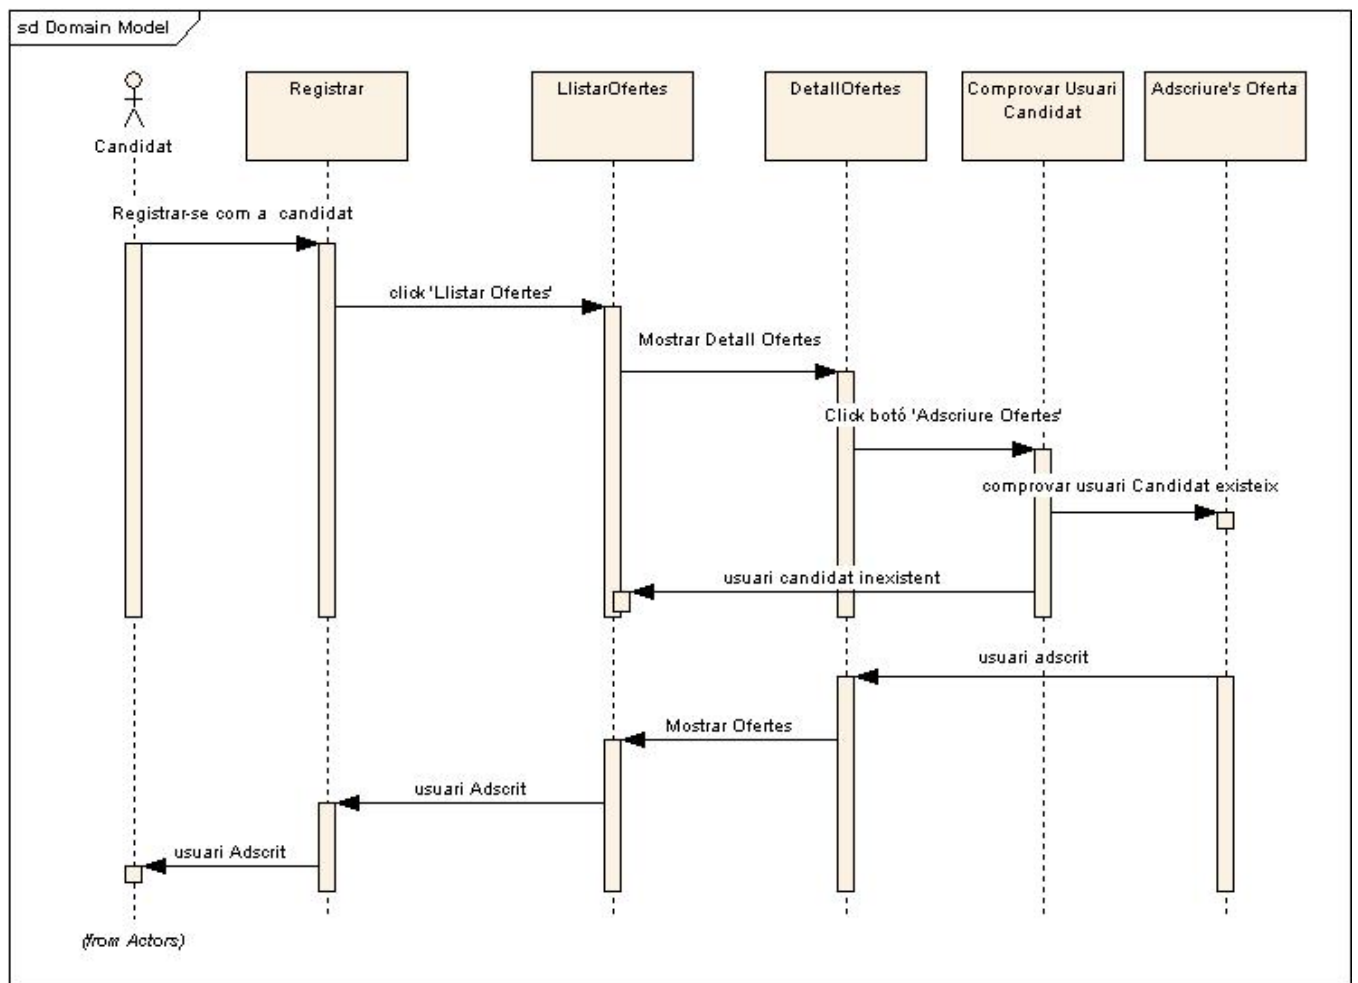 sd Domain Model
Candidat
Registrar
LlistarOfertes
DetallOfertes
Comprovar Usuari
Candidat
Adscriure's Oferta
Registrar-se com a candidat
click 'Llistar Ofertes'
Mostrar Detall Ofertes
Click botó 'Adscriure Ofertes'
comprovar usuari Candidat existeix
usuari candidat inexistent
usuari adscrit
Mostrar Ofertes
usuari Adscrit
usuari Adscrit
(from Actors)